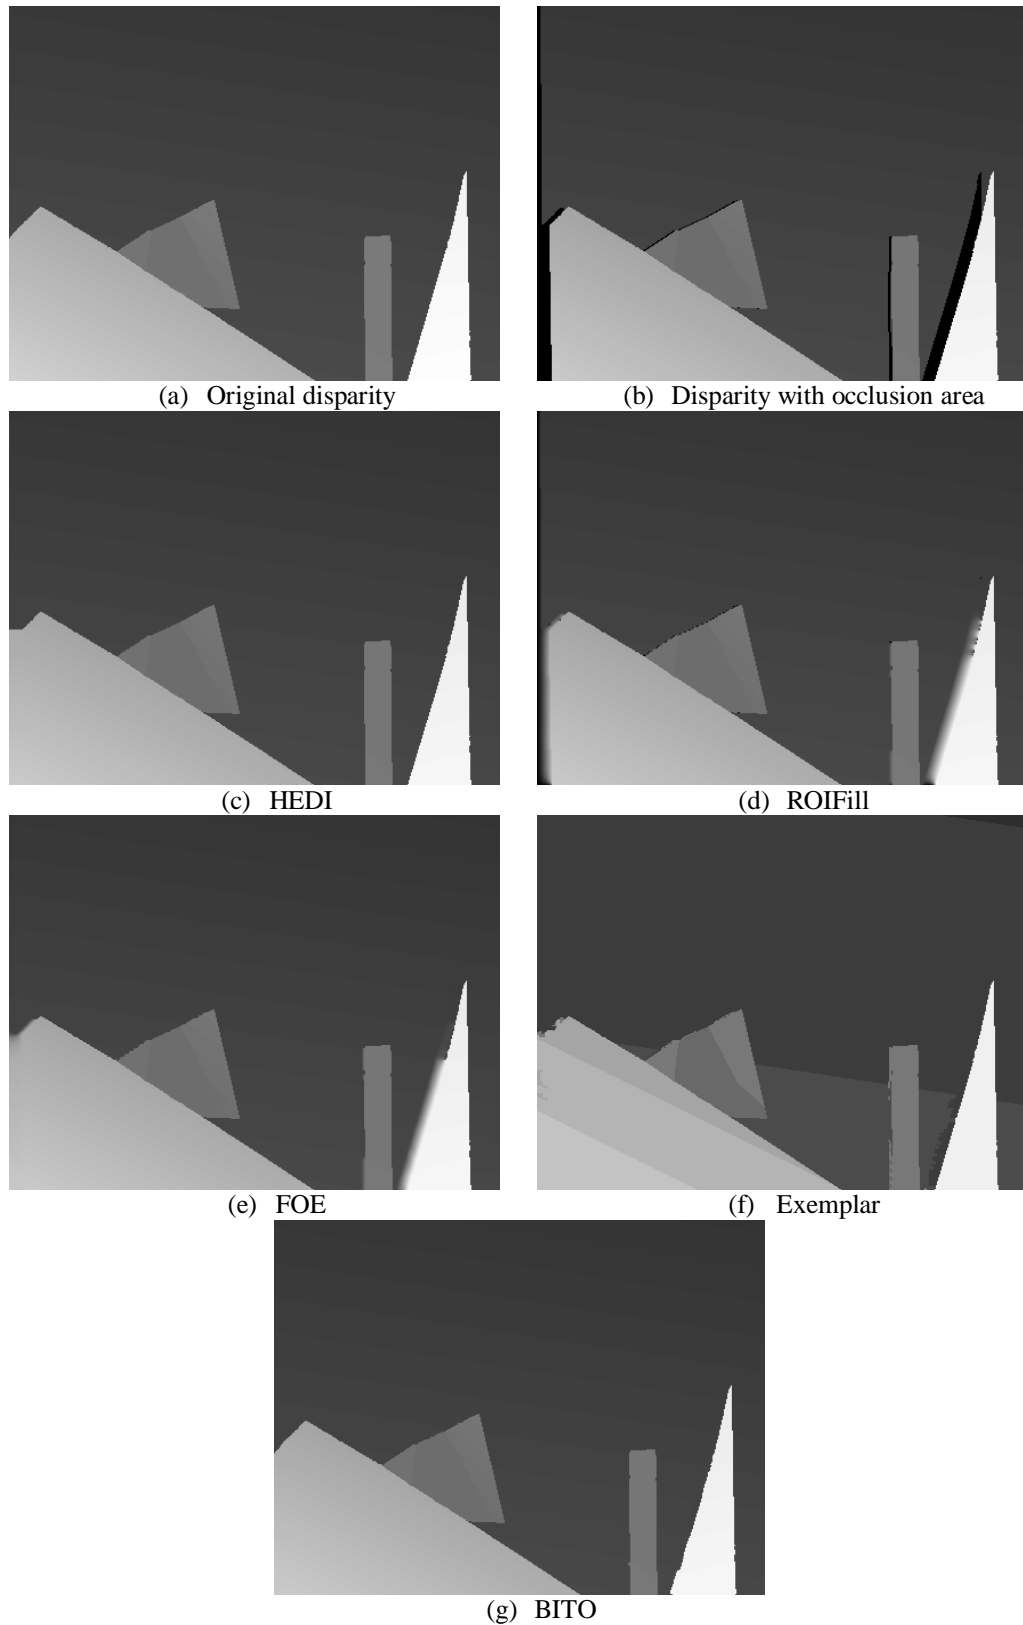 (a) Original disparity
(b) Disparity with occlusion area
(c) HEDI
(d) ROIFill
(e) FOE
(f) Exemplar
(g) BITO